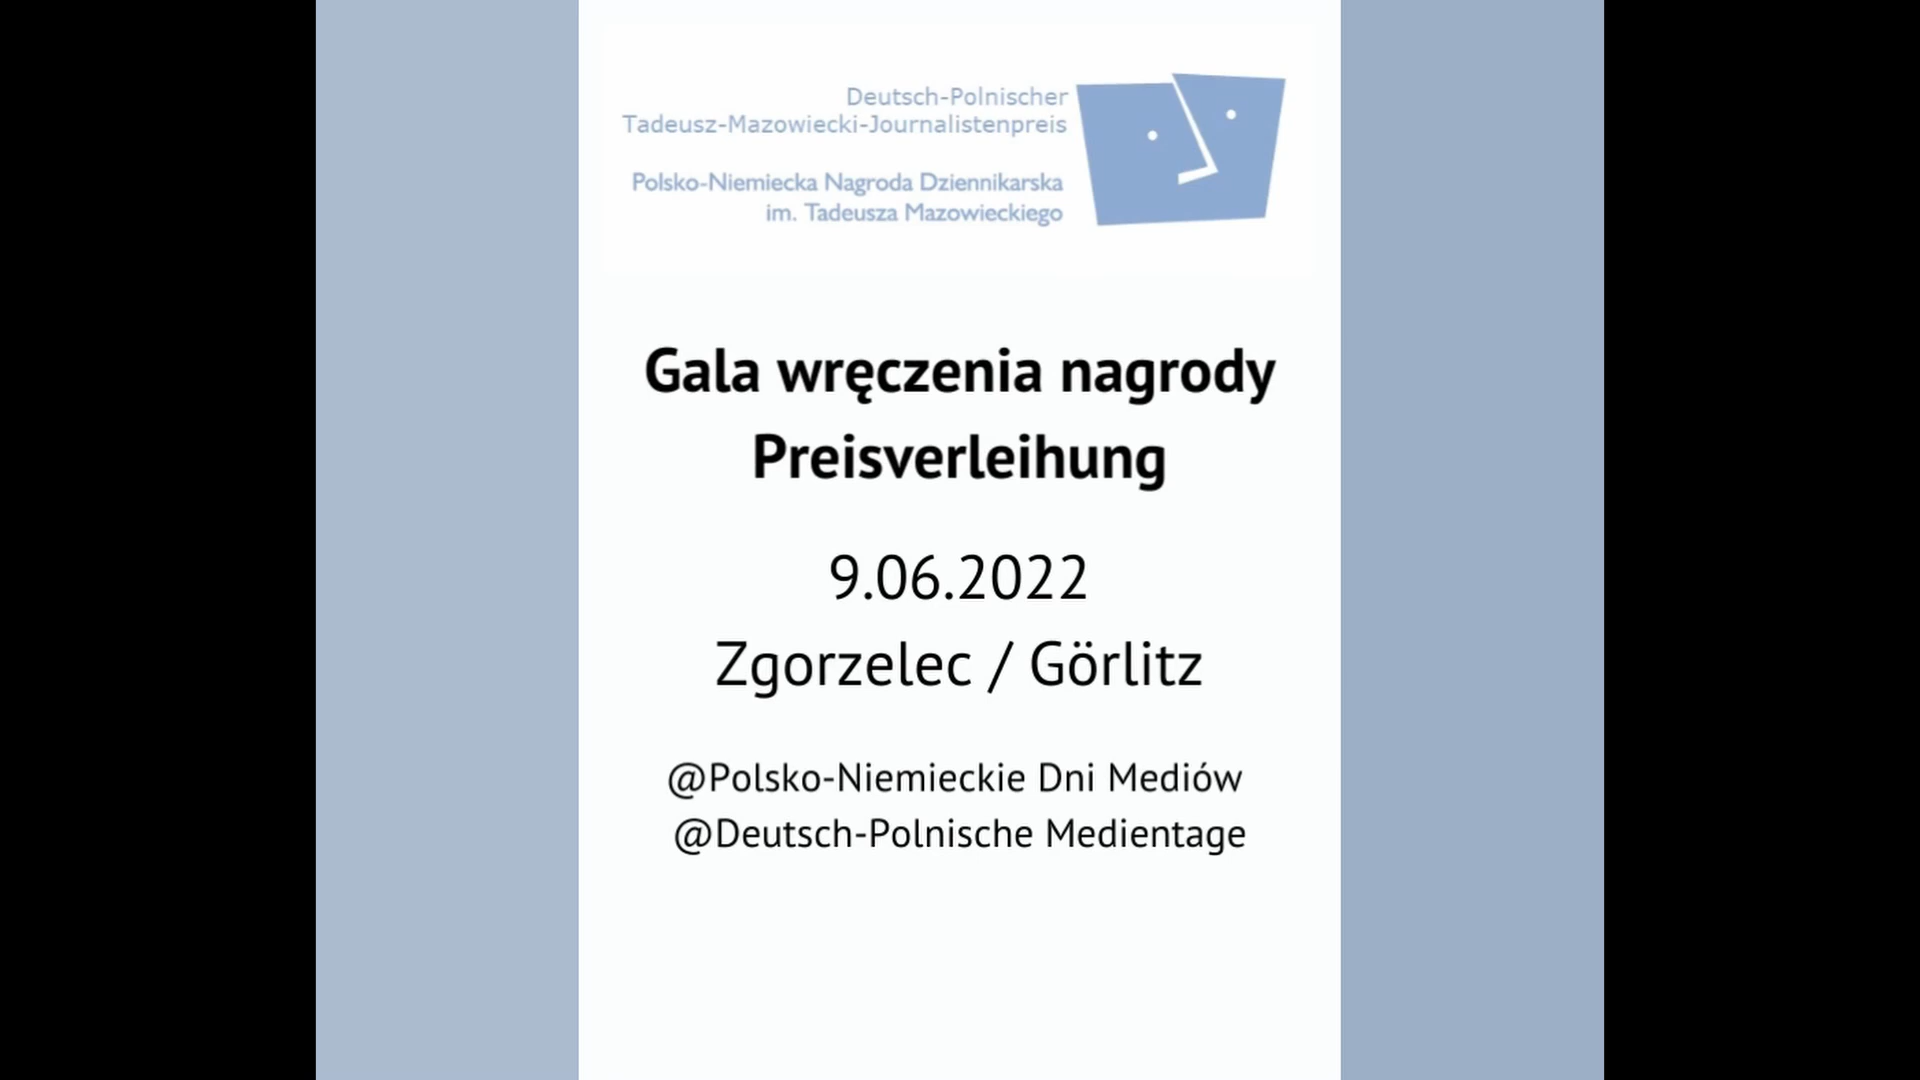 Deutsch-Polnischer
Tadeusz-Mazowiecki-Journalistenpreis
Polsko-Niemiecka Nagroda Dziennikarska
im. Tadeusza Mazowieckiego
Gala wręczenia nagrody
Preisverleihung
9.06.2022
Zgorzelec / Görlitz
@Polsko-Niemieckie Dni Mediów
@Deutsch-Polnische Medientage